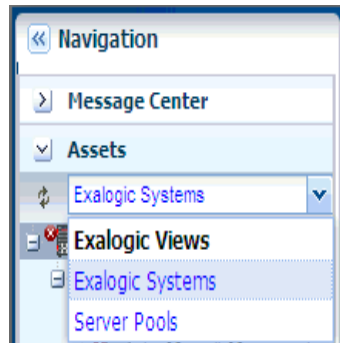 Navigation
Message Center
Assets
Exalogic Systems
Exalogic Views
Exalogic Systems
Server Pools